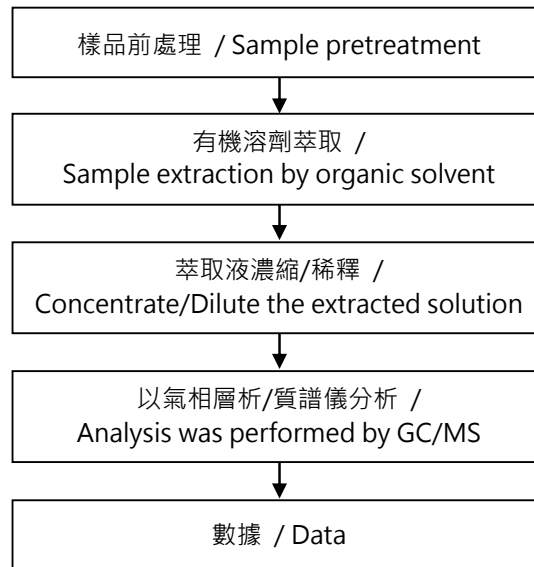 樣品前處理 / Sample pretreatment
有機溶劑萃取 /
Sample extraction by organic solvent
萃取液濃縮/稀釋 /
Concentrate/Dilute the extracted solution
以氣相層析/質譜儀分析 /
Analysis was performed by GC/MS
數據 / Data